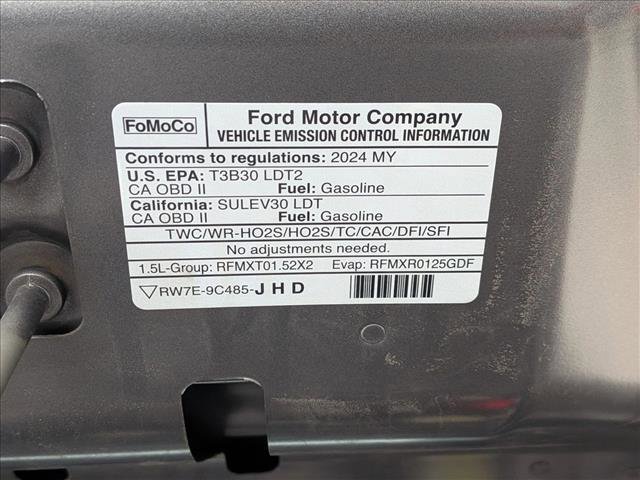 FoMoCo
Ford Motor Company
VEHICLE EMISSION CONTROL INFORMATION
Conforms to regulations: 2024 MY
U.S. EPA: T3B30 LDT2
CA OBD II Fuel: Gasoline
California: SULEV30 LDT
CA OBD II Fuel: Gasoline
TWC/WR-HO2S/HO2S/TC/CAC/DFI/SFI
No adjustments needed.
1.5L-Group: RFMXT01.52X2 Evap: RFMXR0125GDF
RW7E-9C485-JHD